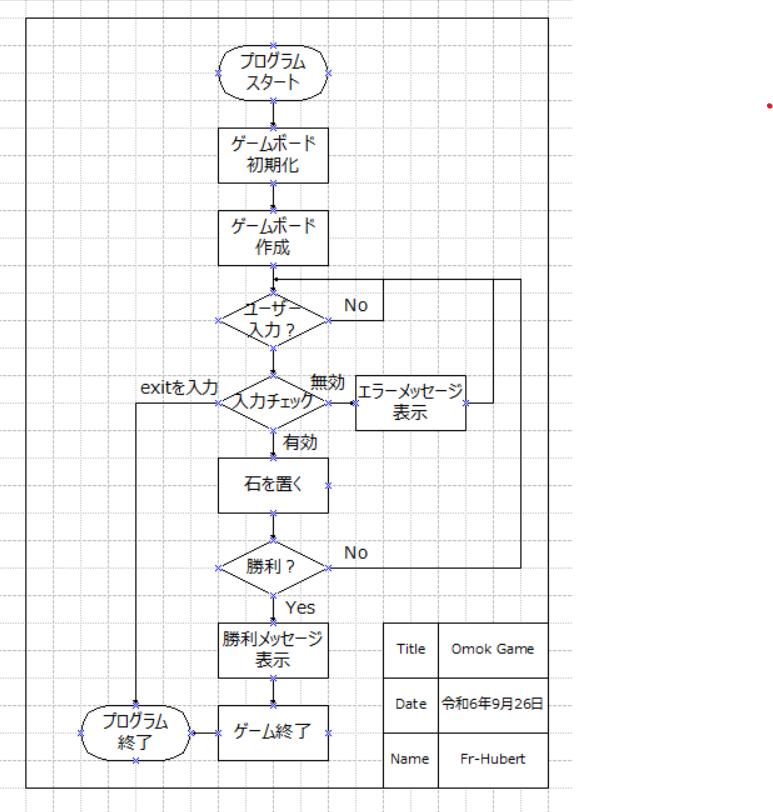 プログラム
スタート
ゲームボード
初期化
ゲームボード
作成
ユーザー
入力？
No
exitを入力
入力チェック
無効
エラーメッセージ
表示
有効
石を置く
勝利？
No
Yes
勝利メッセージ
表示
プログラム
終了
ゲーム終了
Title
Omok Game
Date
令和6年9月26日
Name
Fr-Hubert